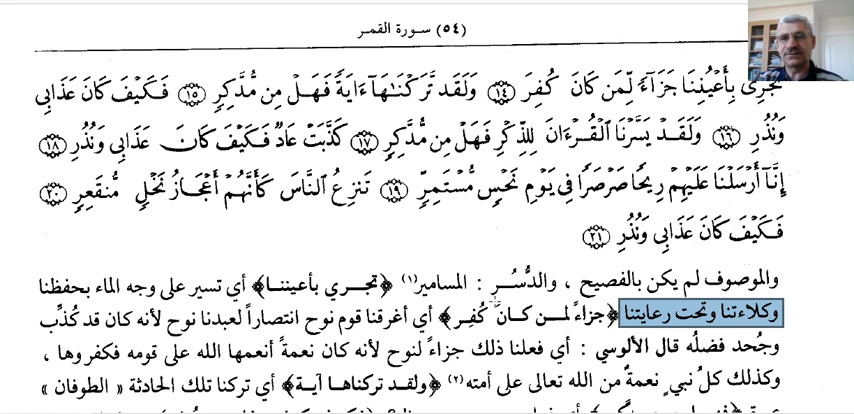 (٥٤) سورة القمر
تَجْرِى بِأَعْيُنِنَا جَزَآءً لِّمَن كَانَ كُفِرَ ١٤ وَلَقَد تَّرَكْنَٰهَآ ءَايَةً فَهَلْ مِن مُّدَّكِرٍ ١٥ فَكَيْفَ كَانَ عَذَابِى
وَنُذُرِ ١٦ وَلَقَدْ يَسَّرْنَا ٱلْقُرْءَانَ لِلذِّكْرِ فَهَلْ مِن مُّدَّكِرٍ ١٧ كَذَّبَتْ عَادٌ فَكَيْفَ كَانَ عَذَابِى وَنُذُرِ ١٨
إِنَّآ أَرْسَلْنَا عَلَيْهِمْ رِيحًا صَرْصَرًا فِى يَوْمِ نَحْسٍ مُّسْتَمِرٍّ ١٩ تَنزِعُ ٱلنَّاسَ كَأَنَّهُمْ أَعْجَازُ نَخْلٍ مُّنقَعِرٍ ٢٠
فَكَيْفَ كَانَ عَذَابِى وَنُذُرِ ٢١
والموصوف لم يكن بالفصيح ، والدُّسُر : المسامير(١) ﴿تجري بأعيننا﴾ أي تسير على وجه الماء بحفظنا
وكلاءتنا وتحت رعايتنا ﴿جزاءً لمن كان كُفِر﴾ أي أغرقنا قوم نوح انتصاراً لعبدنا نوح لأنه كان قد كُذِّب
وجُحد فضلُه قال الألوسي : أي فعلنا ذلك جزاءً لنوح لأنه كان نعمةً أنعمها الله على قومه فكفروها ،
وكذلك كلُّ نبيٍ نعمةٌ من الله تعالى على أمته(٢) ﴿ولقد تركناها آية﴾ أي تركنا تلك الحادثة « الطوفان »